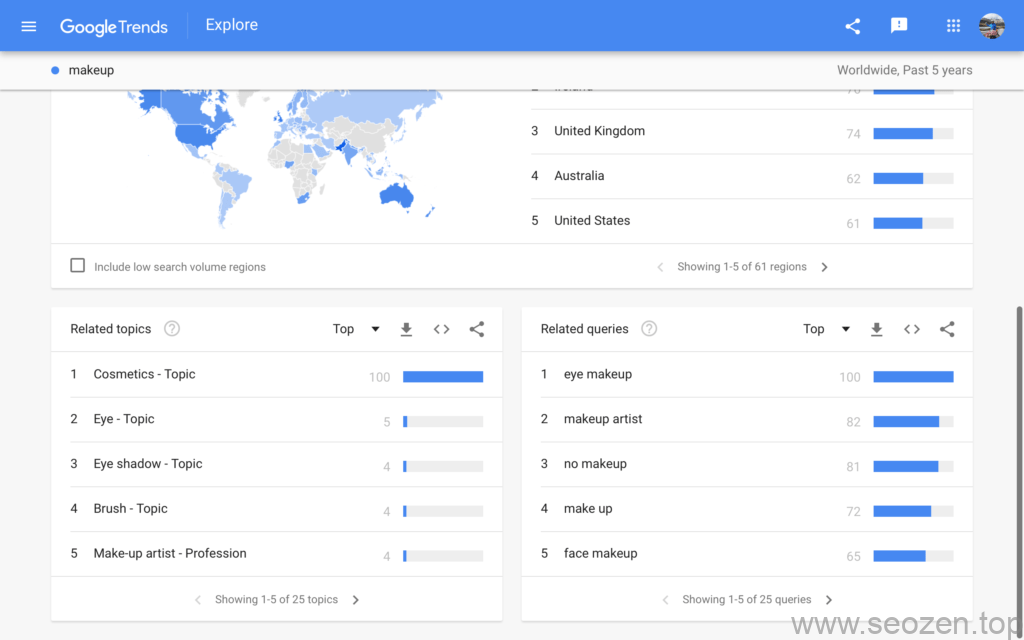 Google Trends Explore
makeup
Worldwide, Past 5 years
3 United Kingdom 74
4 Australia 62
5 United States 61
Include low search volume regions
Showing 1-5 of 61 regions
Related topics
Top
1 Cosmetics - Topic 100
2 Eye - Topic 5
3 Eye shadow - Topic 4
4 Brush - Topic 4
5 Make-up artist - Profession 4
Showing 1-5 of 25 topics
Related queries
Top
1 eye makeup 100
2 makeup artist 82
3 no makeup 81
4 make up 72
5 face makeup 65
Showing 1-5 of 25 queries
www.seozen.top